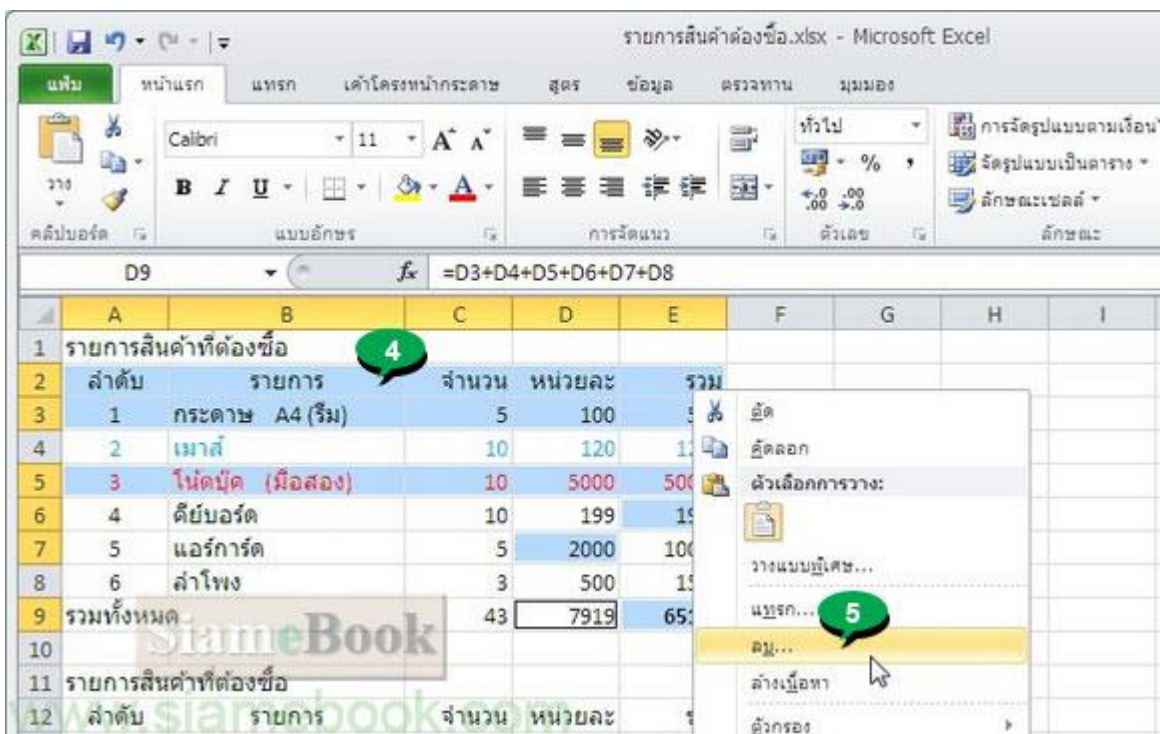 รายการสินค้าต้องซื้อ.xlsx - Microsoft Excel
แฟ้ม หน้าแรก แทรก เค้าโครงหน้ากระดาษ สูตร ข้อมูล ตรวจทาน มุมมอง
วาง
Calibri 11 A A
ทั่วไป
การจัดรูปแบบตามเงื่อนไ
B I U A
% ,
จัดรูปแบบเป็นตาราง
.0 .00
.00 .0
ลักษณะเซลล์
คลิปบอร์ด แบบอักษร การจัดแนว ตัวเลข ลักษณะ
D9 fx =D3+D4+D5+D6+D7+D8
A B C D E F G H I
1 รายการสินค้าที่ต้องซื้อ 4
2 ลำดับ รายการ จำนวน หน่วยละ รวม
3 1 กระดาษ A4 (รีม) 5 100
4 2 เมาส์ 10 120
5 3 โน้ตบุ๊ค (มือสอง) 10 5000
6 4 คีย์บอร์ด 10 199
7 5 แอร์การ์ด 5 2000
8 6 ลำโพง 3 500
9 รวมทั้งหมด 43 7919
10
11 รายการสินค้าที่ต้องซื้อ
12 ลำดับ รายการ จำนวน หน่วยละ
ตัด
คัดลอก
ตัวเลือกการวาง:
วางแบบพิเศษ...
แทรก... 5
ลบ...
ล้างเนื้อหา
ตัวกรอง
SiameBook
www.siamebook.com